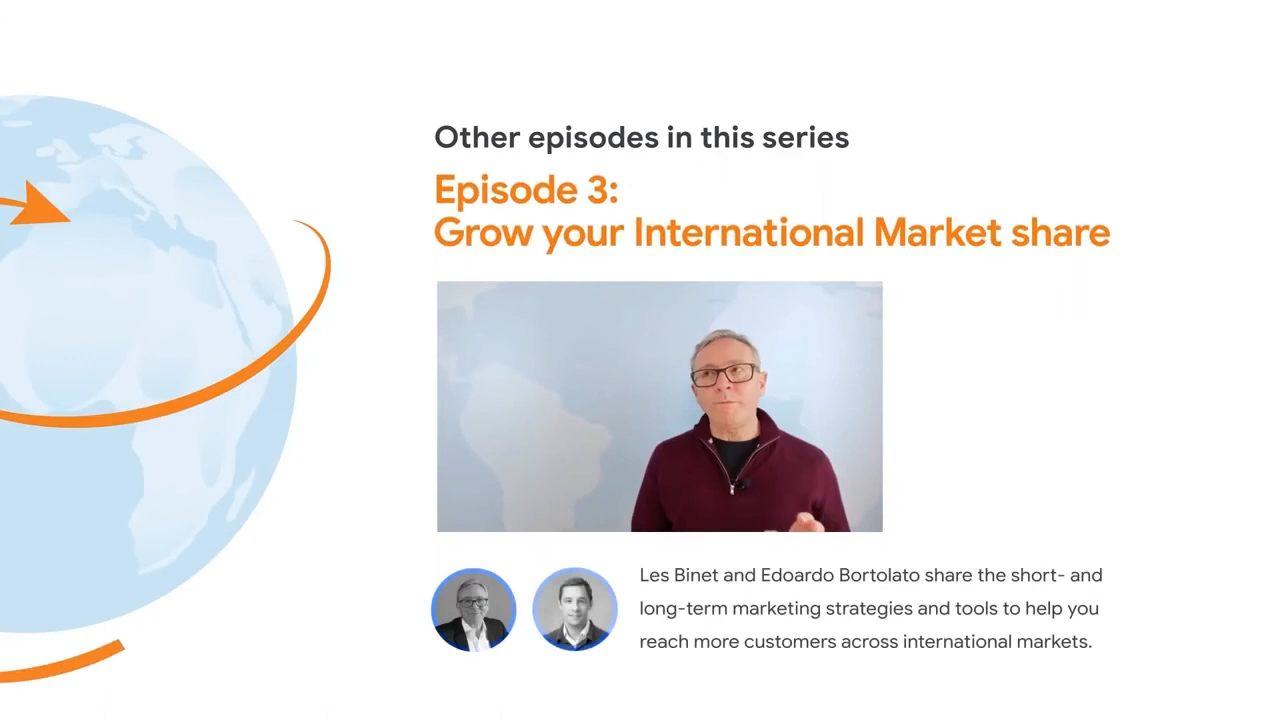 Other episodes in this series
Episode 3:
Grow your International Market share
Les Binet and Edoardo Bortolato share the short- and
long-term marketing strategies and tools to help you
reach more customers across international markets.